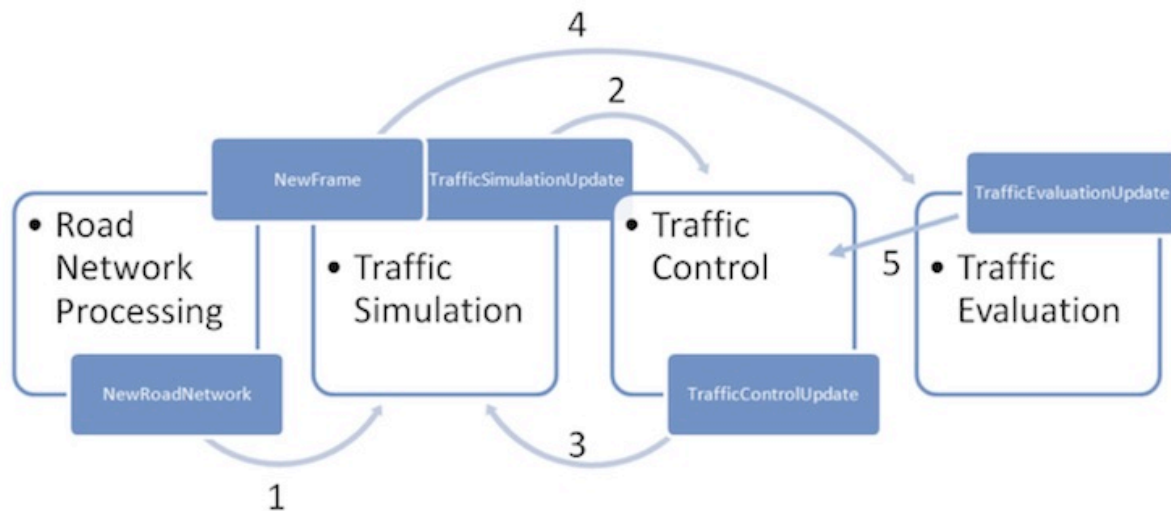 4
2
NewFrame
TrafficSimulationUpdate
TrafficEvaluationUpdate
• Road
Network
Processing
• Traffic
Simulation
• Traffic
Control
5
• Traffic
Evaluation
NewRoadNetwork
TrafficControlUpdate
1
3